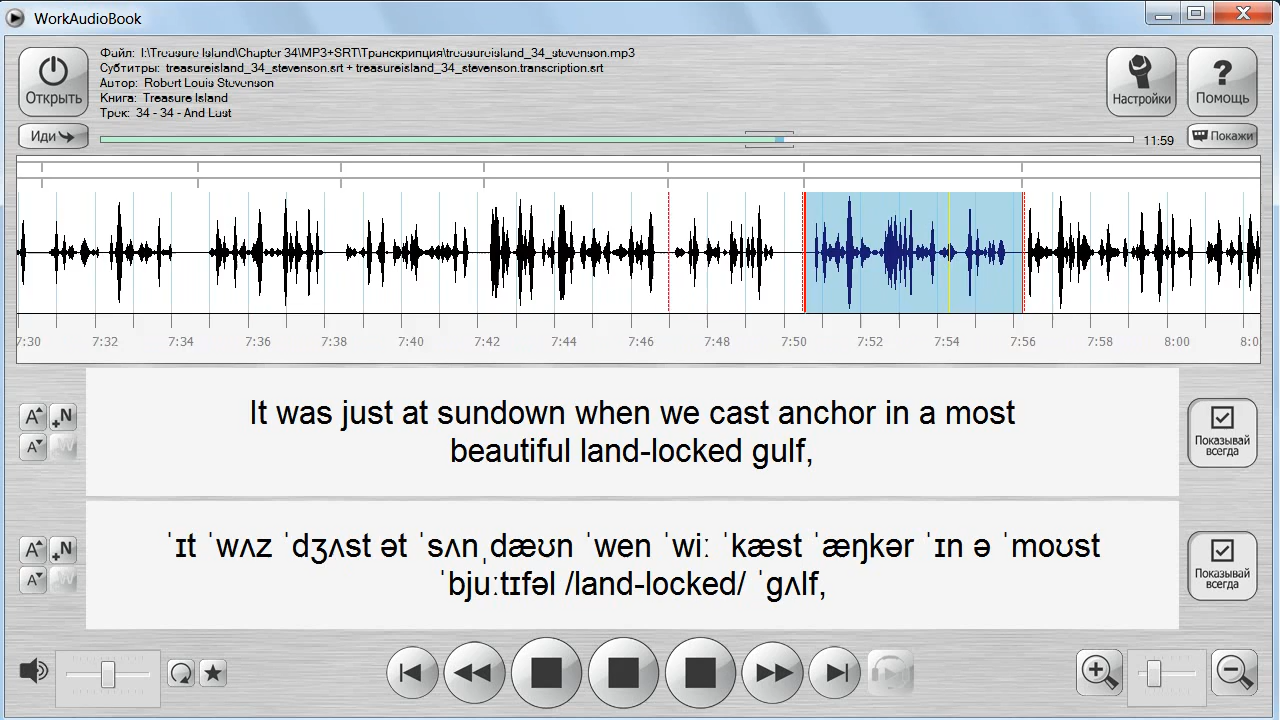 WorkAudioBook
Открыть
Файл: I:\Treasure Island\Chapter 34\MP3+SRT\Транскрипция\treasureisland_34_stevenson.mp3
Субтитры: treasureisland_34_stevenson.srt + treasureisland_34_stevenson.transcription.srt
Автор: Robert Louis Stevenson
Книга: Treasure Island
Трек: 34 - 34 - And Last
Настройки
? Помощь
Иди
11:59
Покажи
7:30 7:32 7:34 7:36 7:38 7:40 7:42 7:44 7:46 7:48 7:50 7:52 7:54 7:56 7:58 8:00 8:0
It was just at sundown when we cast anchor in a most
beautiful land-locked gulf,
A N
A W
Показывай
всегда
ˈɪt ˈwʌz ˈdʒʌst ət ˈsʌnˌdæʊn ˈwen ˈwiː ˈkæst ˈæŋkər ˈɪn ə ˈmoʊst
ˈbjuːtɪfəl /land-locked/ ˈgʌlf,
A N
A W
Показывай
всегда